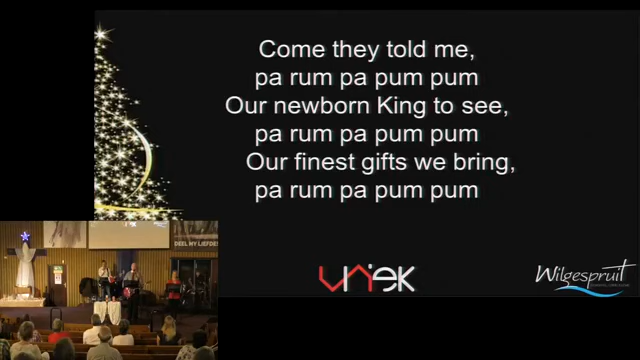 Come they told me,
pa rum pa pum pum
Our newborn King to see,
pa rum pa pum pum
Our finest gifts we bring,
pa rum pa pum pum
DEEL NY LIEFDE
UNIEK
Wilgespruit